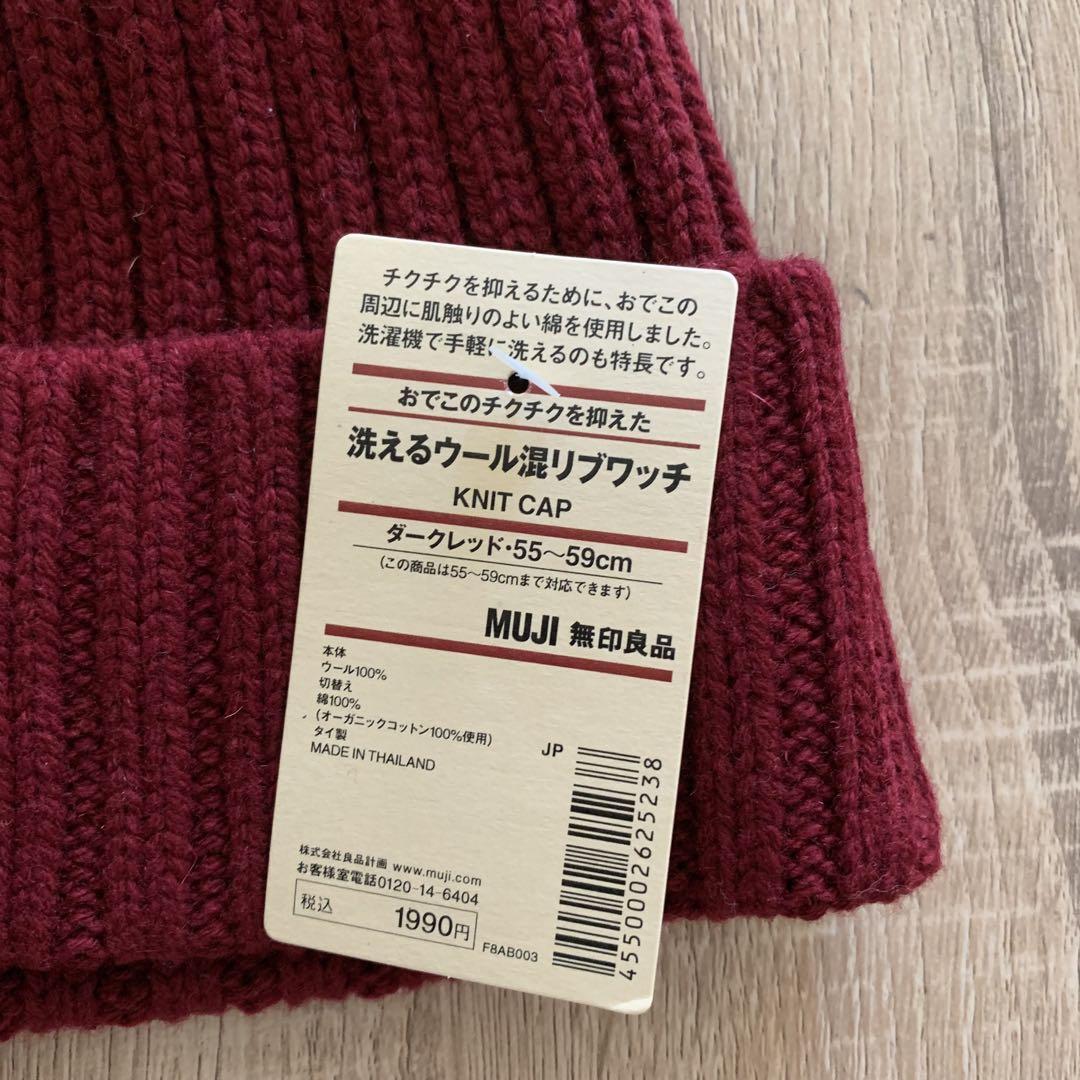 チクチクを抑えるために、おでこの
周辺に肌触りのよい綿を使用しました。
洗濯機で手軽に洗えるのも特長です。
おでこのチクチクを抑えた
洗えるウール混リブワッチ
KNIT CAP
ダークレッド・55～59cm
(この商品は55～59cmまで対応できます)
MUJI 無印良品
本体
ウール100%
切替え
綿100%
(オーガニックコットン100%使用)
タイ製
MADE IN THAILAND
JP
4550002625238
株式会社良品計画 www.muji.com
お客様室電話0120-14-6404
税込 1990円
F8AB003